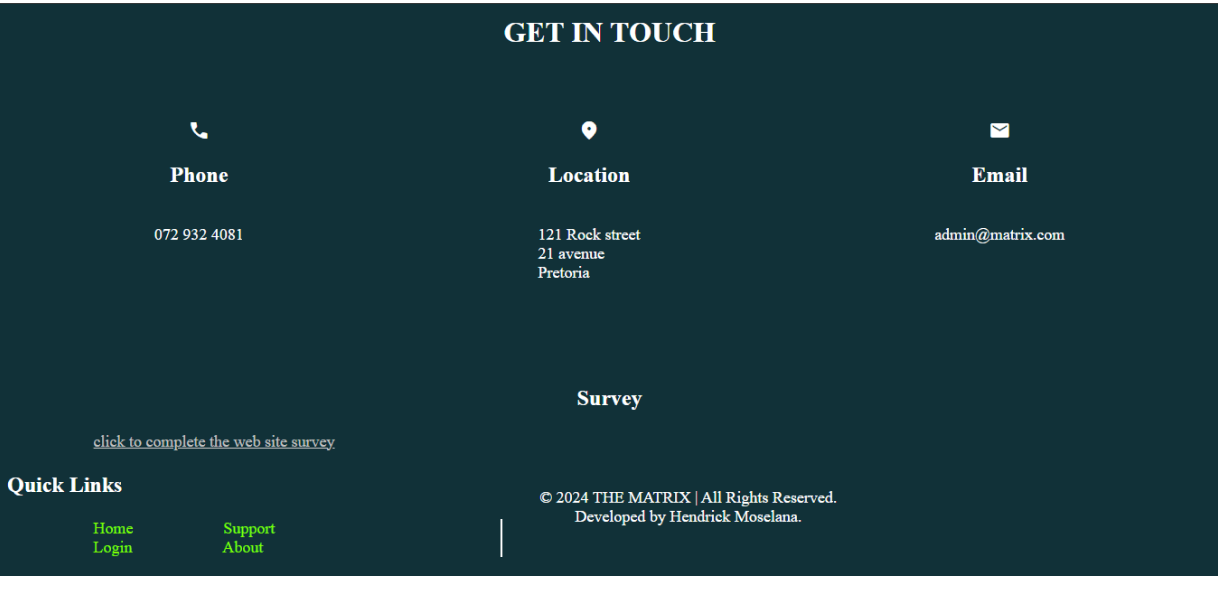 GET IN TOUCH
Phone
Location
Email
072 932 4081
121 Rock street
21 avenue
Pretoria
admin@matrix.com
Survey
click to complete the web site survey
Quick Links
Home
Support
Login
About
© 2024 THE MATRIX | All Rights Reserved.
Developed by Hendrick Moselana.